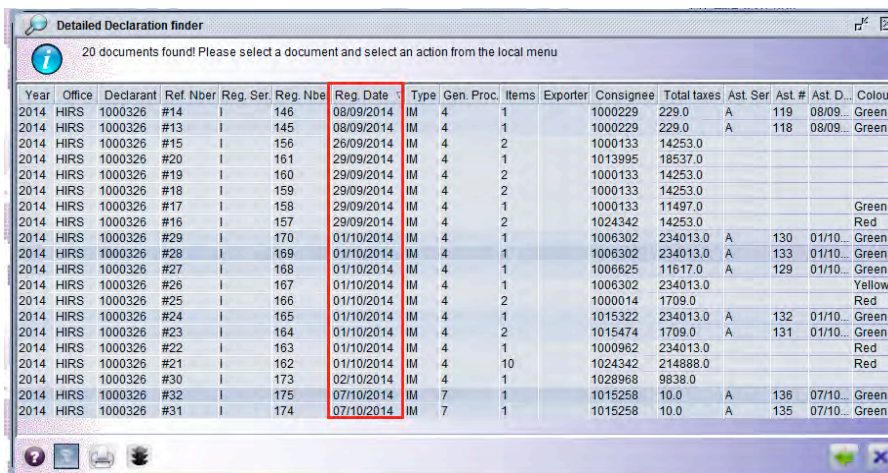 Detailed Declaration finder
20 documents found! Please select a document and select an action from the local menu
Year Office Declarant Ref. Nber Reg. Ser. Reg. Nbe Reg. Date Type Gen. Proc. Items Exporter Consignee Total taxes Ast. Ser Ast. # Ast. D... Colou
2014 HIRS 1000326 #14 I 146 08/09/2014 IM 4 1 1000229 229.0 A 119 08/09... Green
2014 HIRS 1000326 #13 I 145 08/09/2014 IM 4 1 1000229 229.0 A 118 08/09... Green
2014 HIRS 1000326 #15 I 156 26/09/2014 IM 4 2 1000133 14253.0
2014 HIRS 1000326 #20 I 161 29/09/2014 IM 4 1 1013995 18537.0
2014 HIRS 1000326 #19 I 160 29/09/2014 IM 4 2 1000133 14253.0
2014 HIRS 1000326 #18 I 159 29/09/2014 IM 4 2 1000133 14253.0
2014 HIRS 1000326 #17 I 158 29/09/2014 IM 4 1 1000133 11497.0 Green
2014 HIRS 1000326 #16 I 157 29/09/2014 IM 4 2 1024342 14253.0 Red
2014 HIRS 1000326 #29 I 170 01/10/2014 IM 4 1 1006302 234013.0 A 130 01/10... Green
2014 HIRS 1000326 #28 I 169 01/10/2014 IM 4 1 1006302 234013.0 A 133 01/10... Green
2014 HIRS 1000326 #27 I 168 01/10/2014 IM 4 1 1006625 11617.0 A 129 01/10... Green
2014 HIRS 1000326 #26 I 167 01/10/2014 IM 4 1 1006302 234013.0 Yellow
2014 HIRS 1000326 #25 I 166 01/10/2014 IM 4 2 1000014 1709.0 Red
2014 HIRS 1000326 #24 I 165 01/10/2014 IM 4 1 1015322 234013.0 A 132 01/10... Green
2014 HIRS 1000326 #23 I 164 01/10/2014 IM 4 2 1015474 1709.0 A 131 01/10... Green
2014 HIRS 1000326 #22 I 163 01/10/2014 IM 4 1 1000962 234013.0 Red
2014 HIRS 1000326 #21 I 162 01/10/2014 IM 4 10 1024342 214888.0 Red
2014 HIRS 1000326 #30 I 173 02/10/2014 IM 4 1 1028968 9838.0
2014 HIRS 1000326 #32 I 175 07/10/2014 IM 7 1 1015258 10.0 A 136 07/10... Green
2014 HIRS 1000326 #31 I 174 07/10/2014 IM 7 1 1015258 10.0 A 135 07/10... Green